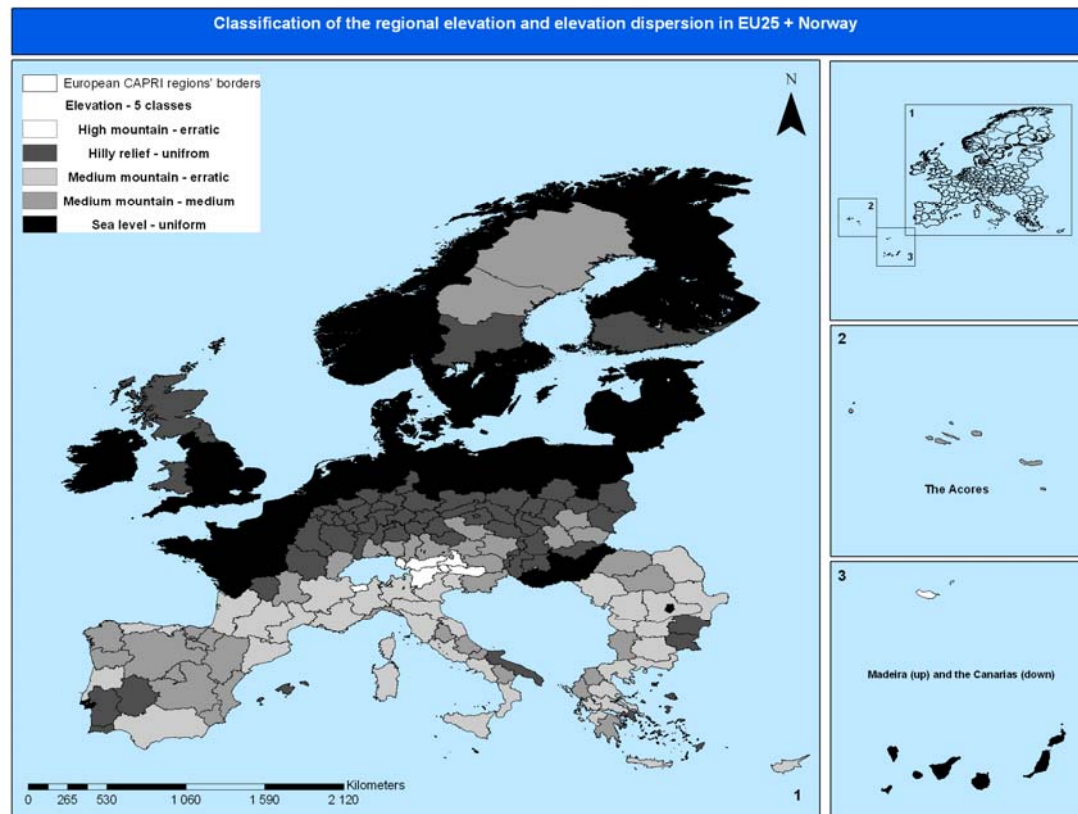 Classification of the regional elevation and elevation dispersion in EU25 + Norway
European CAPRI regions' borders
Elevation - 5 classes
High mountain - erratic
Hilly relief - unifrom
Medium mountain - erratic
Medium mountain - medium
Sea level - uniform
N
Kilometers
0 265 530 1 060 1 590 2 120
1
1
2
3
2
The Acores
3
Madeira (up) and the Canarias (down)